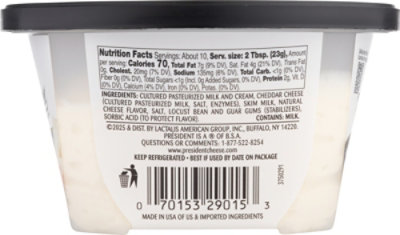 Nutrition Facts Servings: About 10, Serv. size: 2 Tbsp. (23g), Amount
per serving: Calories 70, Total Fat 7g (9% DV), Sat. Fat 4g (21% DV), Trans Fat
0g, Cholest. 20mg (7% DV), Sodium 135mg (6% DV), Total Carb. <1g (0% DV),
Fiber 0g (0% DV), Total Sugars <1g (Incl. 0g Added Sugars, 0% DV), Protein 2g, Vit. D
(0% DV), Calcium (4% DV), Iron (0% DV), Potas. (0% DV).
INGREDIENTS: CULTURED PASTEURIZED MILK AND CREAM, CHEDDAR CHEESE
(CULTURED PASTEURIZED MILK, SALT, ENZYMES), SKIM MILK, NATURAL
CHEESE FLAVOR, SALT, LOCUST BEAN AND GUAR GUMS (STABILIZERS),
SORBIC ACID (TO PROTECT FLAVOR). CONTAINS: MILK.
©2025 & DIST. BY LACTALIS AMERICAN GROUP, INC., BUFFALO, NY 14220.
PRESIDENT IS A ® OF B.S.A.
QUESTIONS OR COMMENTS? 1-877-522-8254
www.presidentcheese.com
KEEP REFRIGERATED • BEST IF USED BY DATE ON PACKAGE
0 70153 29015 3
3750291
MADE IN USA OF US & IMPORTED INGREDIENTS